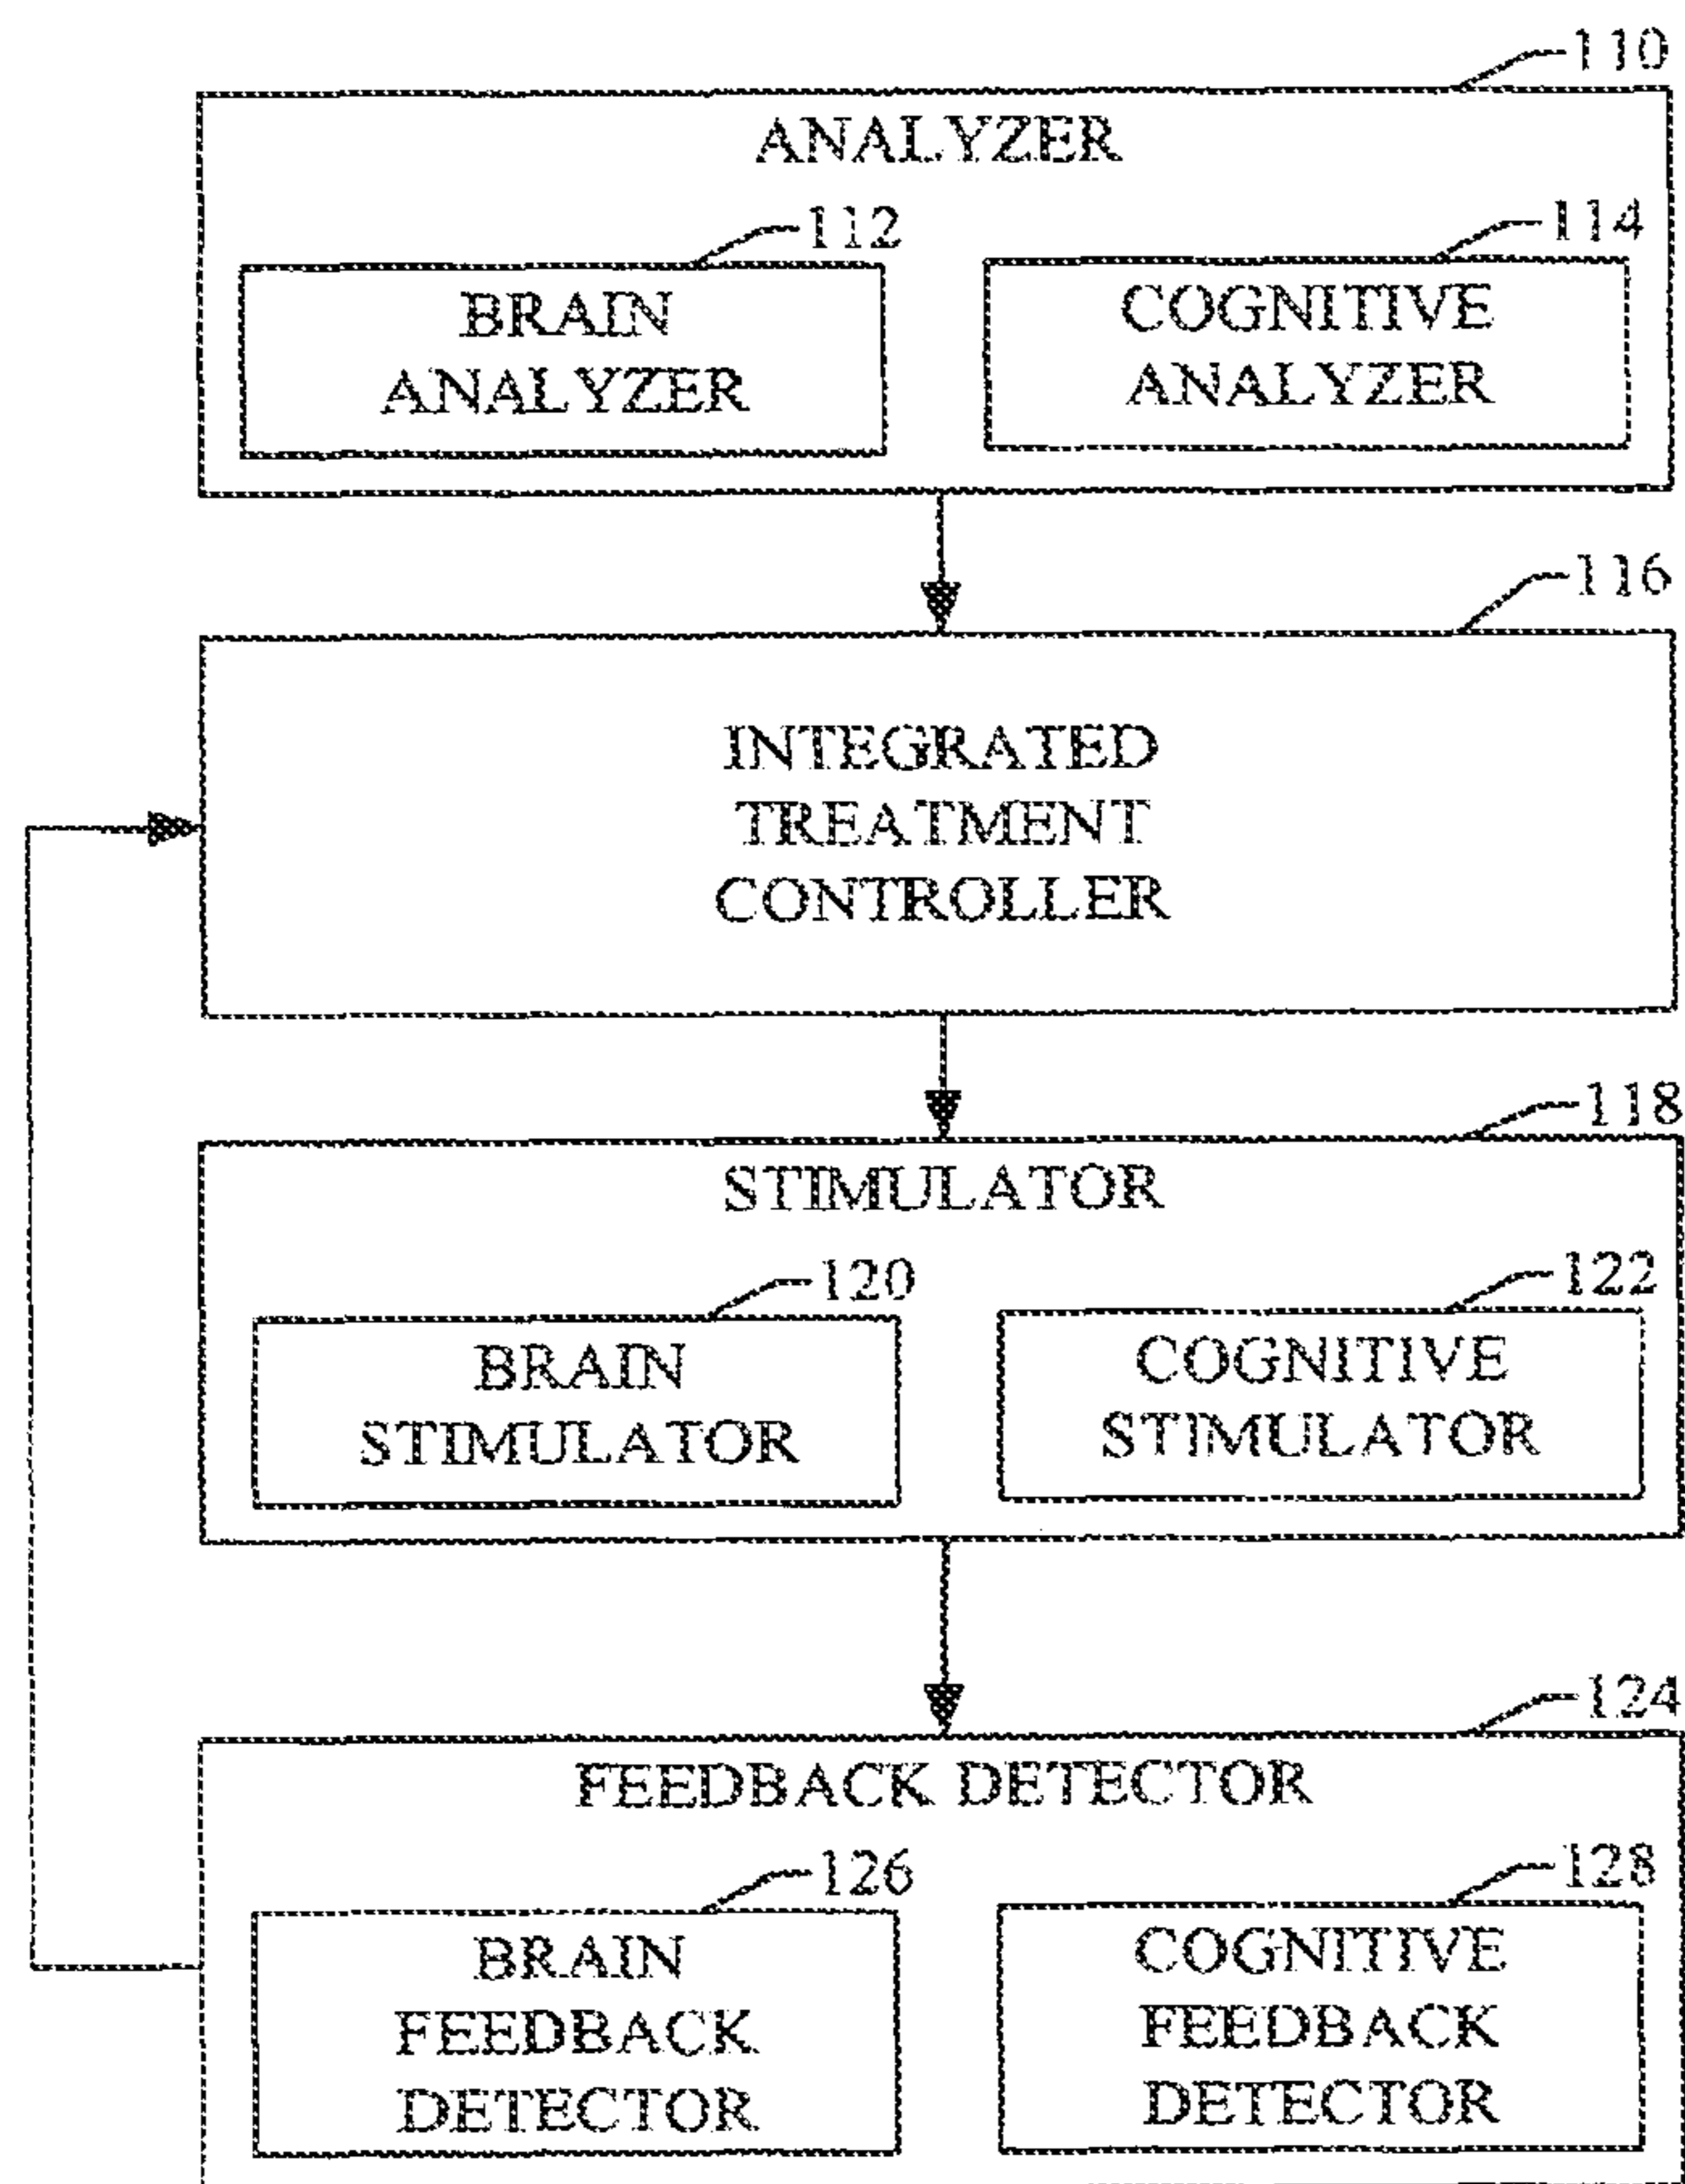 110
ANALYZER
112
114
BRAIN
ANALYZER
COGNITIVE
ANALYZER
116
INTEGRATED
TREATMENT
CONTROLLER
118
STIMULATOR
120
122
BRAIN
STIMULATOR
COGNITIVE
STIMULATOR
124
FEEDBACK DETECTOR
126
128
BRAIN
FEEDBACK
DETECTOR
COGNITIVE
FEEDBACK
DETECTOR